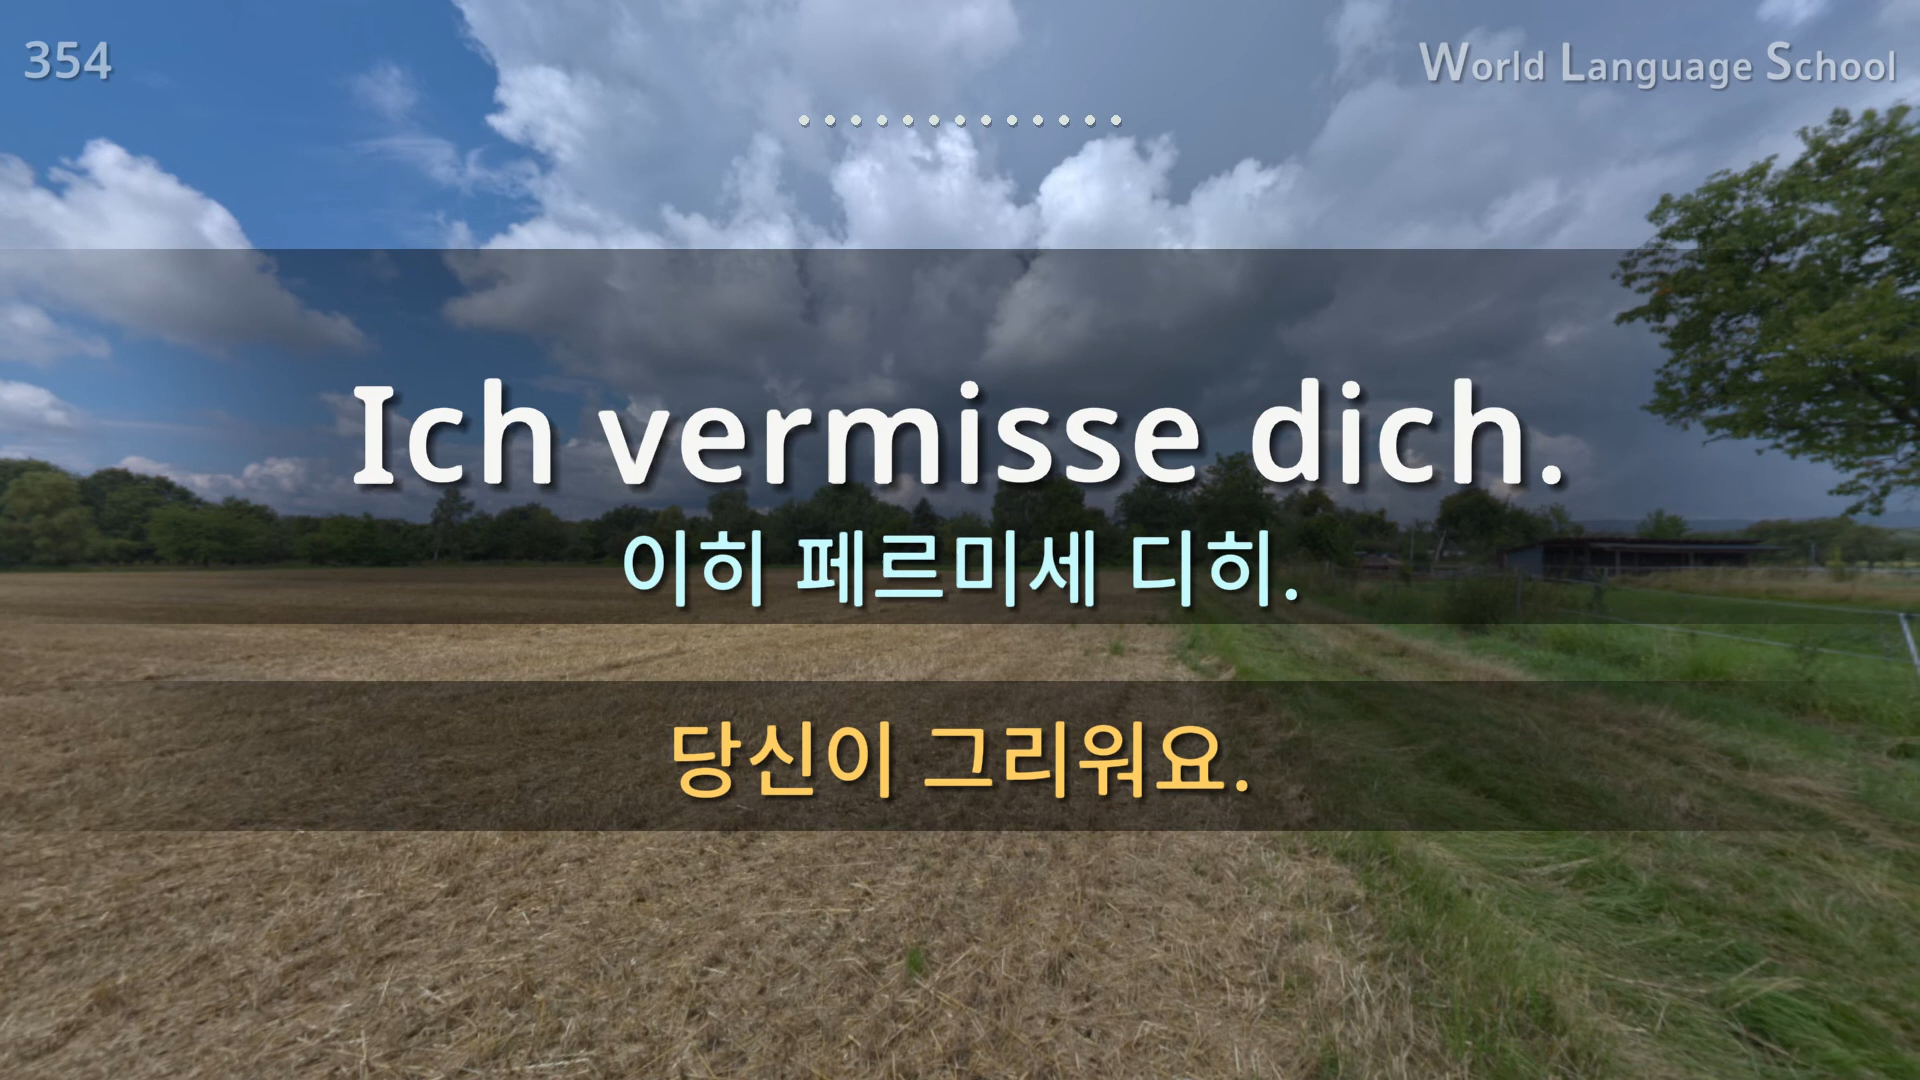 354
World Language School
Ich vermisse dich.
이히 페르미세 디히.
당신이 그리워요.